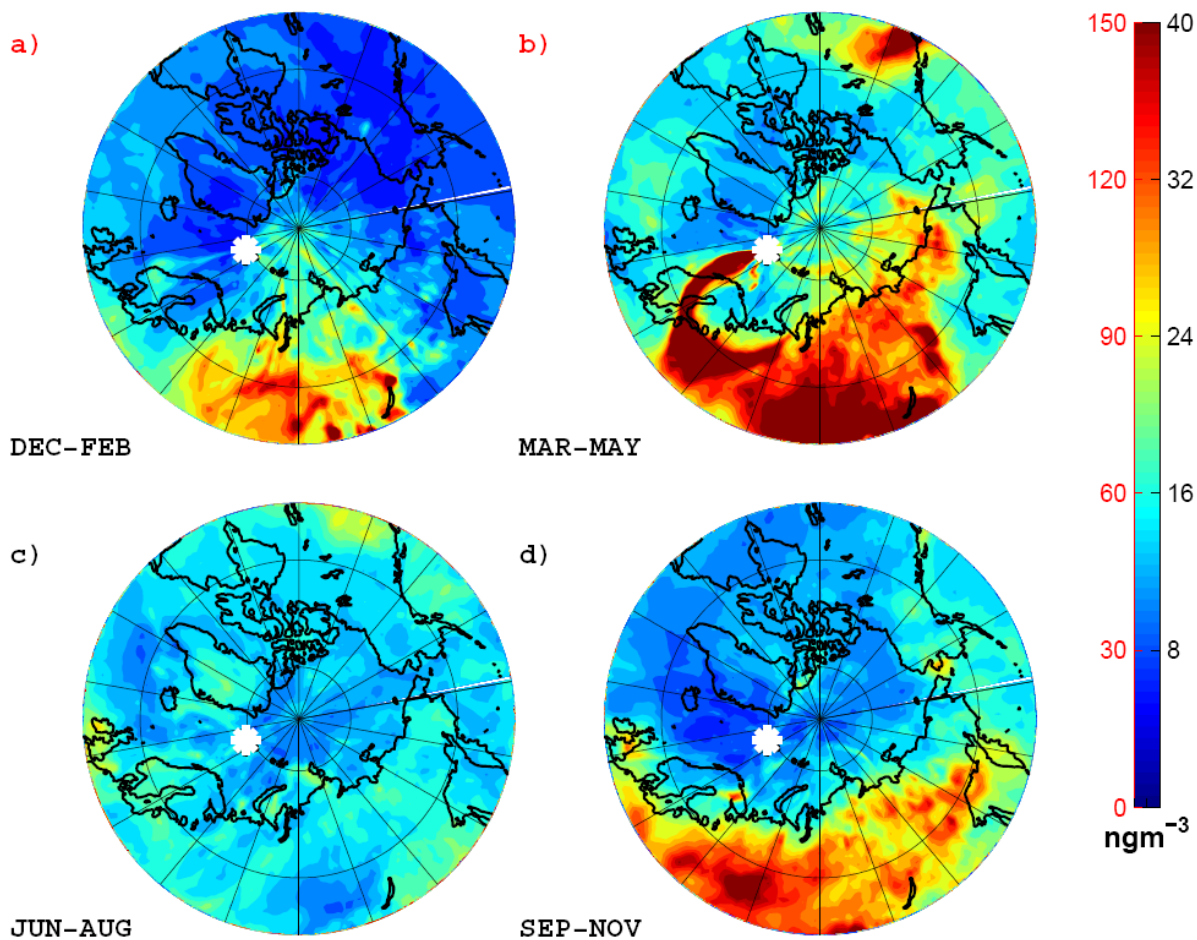 a)
b)
DEC-FEB
MAR-MAY
c)
d)
JUN-AUG
SEP-NOV
150 40
120 32
90 24
60 16
30 8
0 -3
ngm